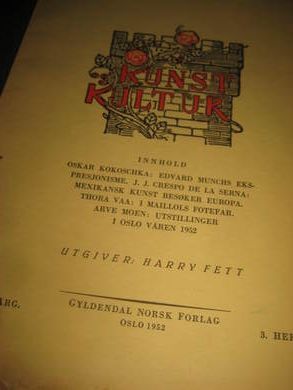 KUNST
KULTUR
INNHOLD
OSKAR KOKOSCHKA: EDVARD MUNCHS EKS-
PRESJONISME. J. J. CRESPO DE LA SERNA:
MEXIKANSK KUNST BESØKER EUROPA.
THORA VAA: I MAILLOLS FOTEFAR.
ARVE MOEN: UTSTILLINGER
I OSLO VÅREN 1952
UTGIVER: HARRY FETT
ARG. GYLDENDAL NORSK FORLAG 3. HEF
OSLO 1952